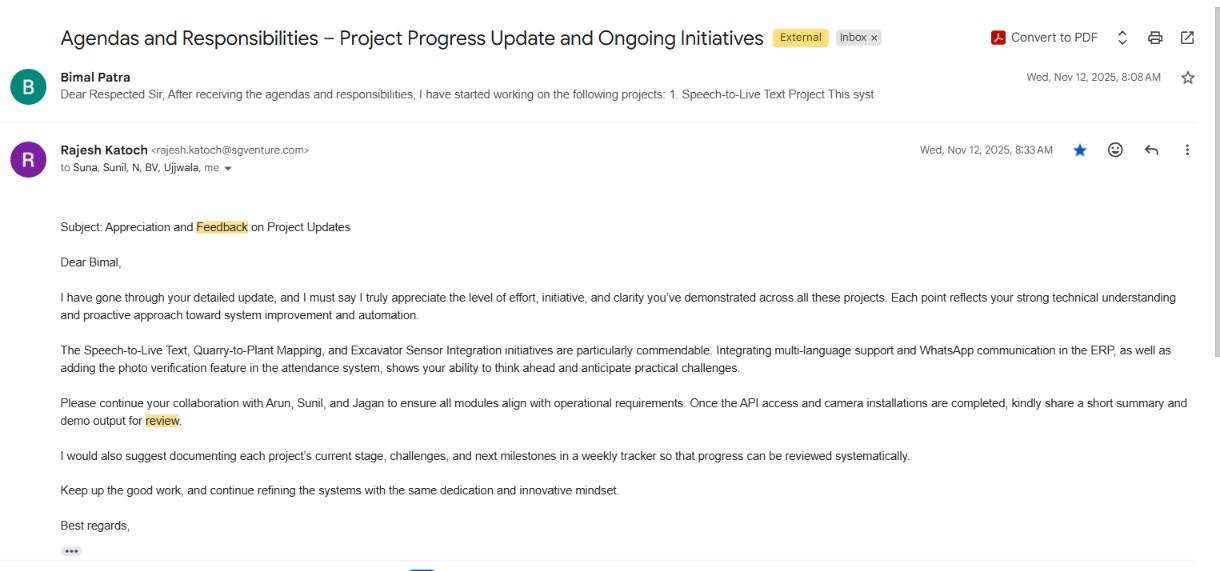 Agendas and Responsibilities – Project Progress Update and Ongoing Initiatives External Inbox x Convert to PDF
B
Bimal Patra Wed, Nov 12, 2025, 8:08 AM
Dear Respected Sir, After receiving the agendas and responsibilities, I have started working on the following projects: 1. Speech-to-Live Text Project This syst
R
Rajesh Katoch <rajesh.katoch@sgventure.com> Wed, Nov 12, 2025, 8:33 AM
to Suna, Sunil, N, BV, Ujjwala, me
Subject: Appreciation and Feedback on Project Updates
Dear Bimal,
I have gone through your detailed update, and I must say I truly appreciate the level of effort, initiative, and clarity you've demonstrated across all these projects. Each point reflects your strong technical understanding
and proactive approach toward system improvement and automation.
The Speech-to-Live Text, Quarry-to-Plant Mapping, and Excavator Sensor Integration initiatives are particularly commendable. Integrating multi-language support and WhatsApp communication in the ERP, as well as
adding the photo verification feature in the attendance system, shows your ability to think ahead and anticipate practical challenges.
Please continue your collaboration with Arun, Sunil, and Jagan to ensure all modules align with operational requirements. Once the API access and camera installations are completed, kindly share a short summary and
demo output for review.
I would also suggest documenting each project's current stage, challenges, and next milestones in a weekly tracker so that progress can be reviewed systematically.
Keep up the good work, and continue refining the systems with the same dedication and innovative mindset.
Best regards,